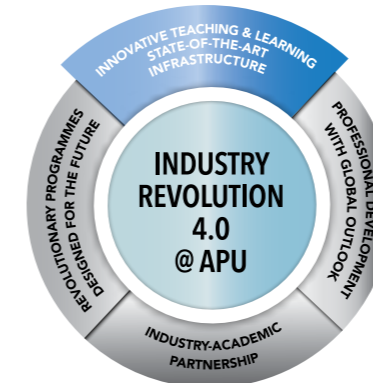 INNOVATIVE TEACHING & LEARNING
STATE-OF-THE-ART
INFRASTRUCTURE
PROFESSIONAL DEVELOPMENT
WITH GLOBAL OUTLOOK
INDUSTRY-ACADEMIC
PARTNERSHIP
REVOLUTIONARY PROGRAMMES
DESIGNED FOR THE FUTURE
INDUSTRY
REVOLUTION
4.0
@ APU